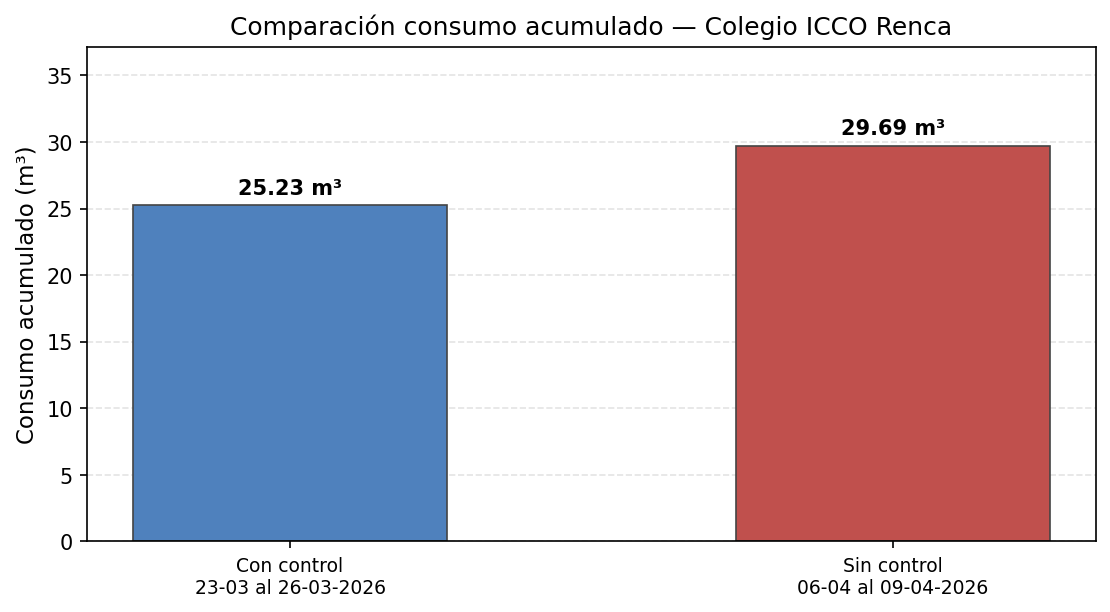 Comparación consumo acumulado — Colegio ICCO Renca
Consumo acumulado (m³)
35
30
25
20
15
10
5
0
25.23 m³
29.69 m³
Con control
23-03 al 26-03-2026
Sin control
06-04 al 09-04-2026